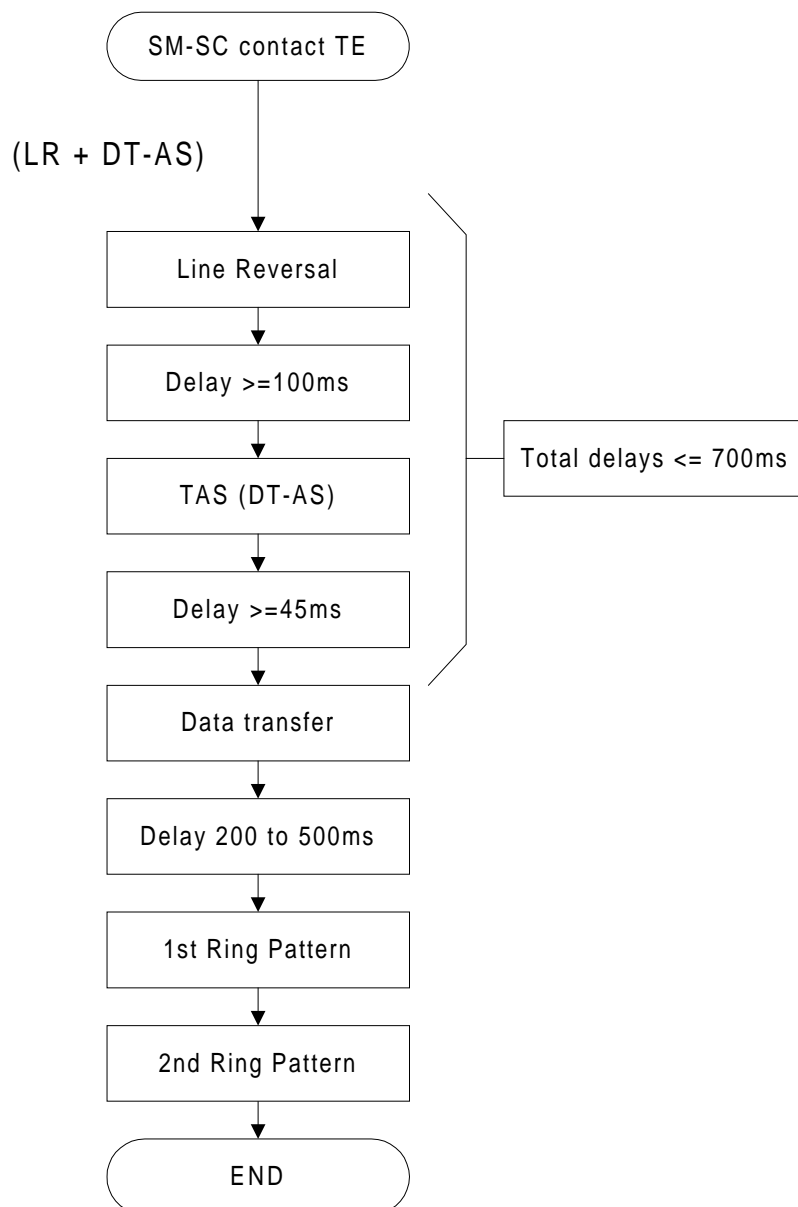 SM-SC contact TE
(LR + DT-AS)
Line Reversal
Delay >=100ms
TAS (DT-AS)
Total delays <= 700ms
Delay >=45ms
Data transfer
Delay 200 to 500ms
1st Ring Pattern
2nd Ring Pattern
END